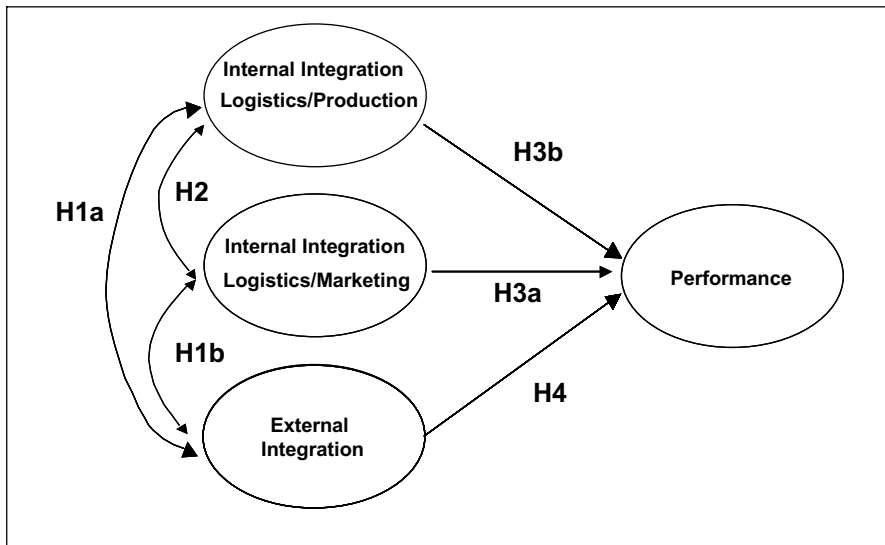 Internal Integration
Logistics/Production
H3b
H2
H1a
Internal Integration
Logistics/Marketing
Performance
H3a
H1b
H4
External
Integration